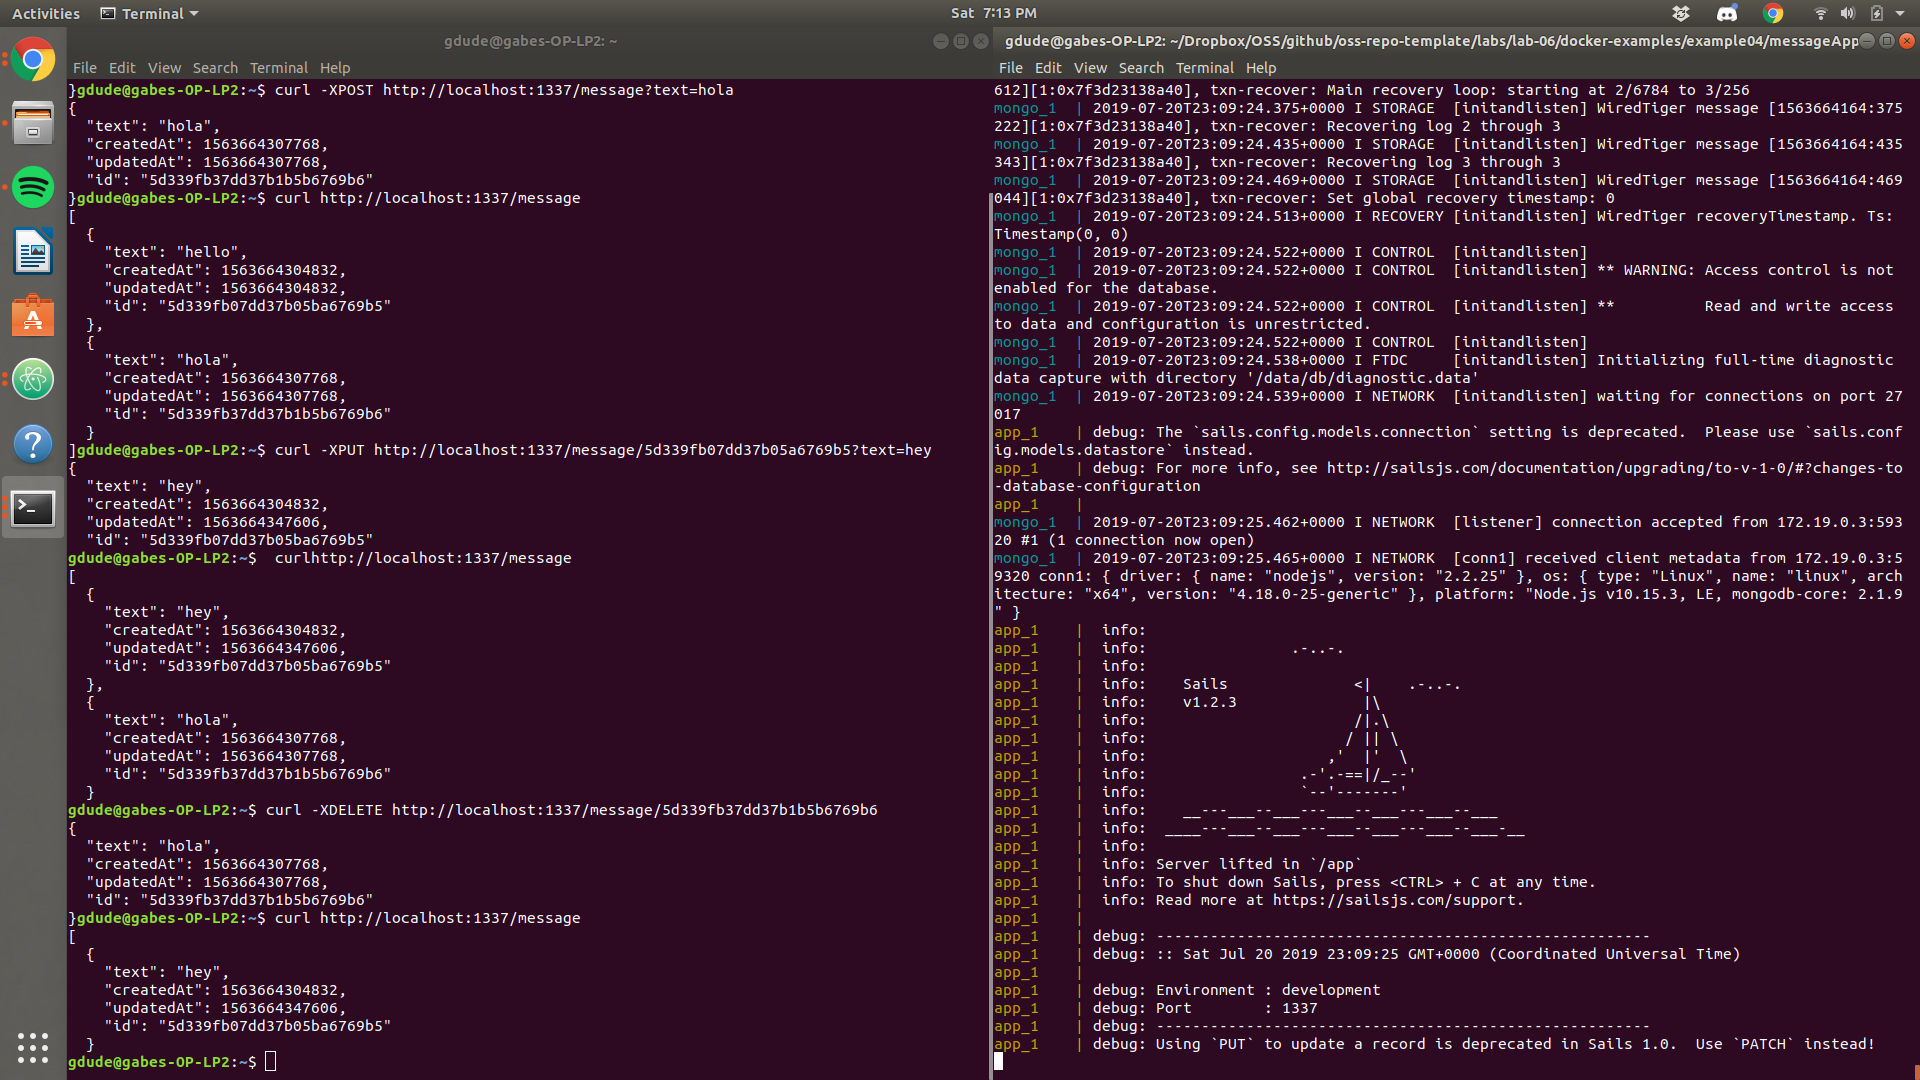 Activities
Terminal
Sat 7:13 PM
gdude@gabes-OP-LP2: ~
File Edit View Search Terminal Help
}gdude@gabes-OP-LP2:~$ curl -XPOST http://localhost:1337/message?text=hola
{
  "text": "hola",
  "createdAt": 1563664307768,
  "updatedAt": 1563664307768,
  "id": "5d339fb37dd37b1b5b6769b6"
}gdude@gabes-OP-LP2:~$ curl http://localhost:1337/message
[
  {
    "text": "hello",
    "createdAt": 1563664304832,
    "updatedAt": 1563664304832,
    "id": "5d339fb07dd37b05ba6769b5"
  },
  {
    "text": "hola",
    "createdAt": 1563664307768,
    "updatedAt": 1563664307768,
    "id": "5d339fb37dd37b1b5b6769b6"
  }
]gdude@gabes-OP-LP2:~$ curl -XPUT http://localhost:1337/message/5d339fb07dd37b05a6769b5?text=hey
{
  "text": "hey",
  "createdAt": 1563664304832,
  "updatedAt": 1563664347606,
  "id": "5d339fb07dd37b05ba6769b5"
gdude@gabes-OP-LP2:~$  curlhttp://localhost:1337/message
[
  {
    "text": "hey",
    "createdAt": 1563664304832,
    "updatedAt": 1563664347606,
    "id": "5d339fb07dd37b05ba6769b5"
  },
  {
    "text": "hola",
    "createdAt": 1563664307768,
    "updatedAt": 1563664307768,
    "id": "5d339fb37dd37b1b5b6769b6"
  }
gdude@gabes-OP-LP2:~$ curl -XDELETE http://localhost:1337/message/5d339fb37dd37b1b5b6769b6
{
  "text": "hola",
  "createdAt": 1563664307768,
  "updatedAt": 1563664307768,
  "id": "5d339fb37dd37b1b5b6769b6"
}gdude@gabes-OP-LP2:~$ curl http://localhost:1337/message
[
  {
    "text": "hey",
    "createdAt": 1563664304832,
    "updatedAt": 1563664347606,
    "id": "5d339fb07dd37b05ba6769b5"
  }
gdude@gabes-OP-LP2:~$
gdude@gabes-OP-LP2: ~/Dropbox/OSS/github/oss-repo-template/labs/lab-06/docker-examples/example04/messageApp
File Edit View Search Terminal Help
612][1:0x7f3d23138a40], txn-recover: Main recovery loop: starting at 2/6784 to 3/256
mongo_1  | 2019-07-20T23:09:24.375+0000 I STORAGE  [initandlisten] WiredTiger message [1563664164:375
222][1:0x7f3d23138a40], txn-recover: Recovering log 2 through 3
mongo_1  | 2019-07-20T23:09:24.435+0000 I STORAGE  [initandlisten] WiredTiger message [1563664164:435
343][1:0x7f3d23138a40], txn-recover: Recovering log 3 through 3
mongo_1  | 2019-07-20T23:09:24.469+0000 I STORAGE  [initandlisten] WiredTiger message [1563664164:469
044][1:0x7f3d23138a40], txn-recover: Set global recovery timestamp: 0
mongo_1  | 2019-07-20T23:09:24.513+0000 I RECOVERY [initandlisten] WiredTiger recoveryTimestamp. Ts:
Timestamp(0, 0)
mongo_1  | 2019-07-20T23:09:24.522+0000 I CONTROL  [initandlisten]
mongo_1  | 2019-07-20T23:09:24.522+0000 I CONTROL  [initandlisten] ** WARNING: Access control is not
enabled for the database.
mongo_1  | 2019-07-20T23:09:24.522+0000 I CONTROL  [initandlisten] **          Read and write access
to data and configuration is unrestricted.
mongo_1  | 2019-07-20T23:09:24.522+0000 I CONTROL  [initandlisten]
mongo_1  | 2019-07-20T23:09:24.538+0000 I FTDC     [initandlisten] Initializing full-time diagnostic
data capture with directory '/data/db/diagnostic.data'
mongo_1  | 2019-07-20T23:09:24.539+0000 I NETWORK  [initandlisten] waiting for connections on port 27
017
app_1    | debug: The `sails.config.models.connection` setting is deprecated.  Please use `sails.conf
ig.models.datastore` instead.
app_1    | debug: For more info, see http://sailsjs.com/documentation/upgrading/to-v-1-0/#?changes-to
-database-configuration
app_1    |
mongo_1  | 2019-07-20T23:09:25.462+0000 I NETWORK  [listener] connection accepted from 172.19.0.3:593
20 #1 (1 connection now open)
mongo_1  | 2019-07-20T23:09:25.465+0000 I NETWORK  [conn1] received client metadata from 172.19.0.3:5
9320 conn1: { driver: { name: "nodejs", version: "2.2.25" }, os: { type: "Linux", name: "linux", arch
itecture: "x64", version: "4.18.0-25-generic" }, platform: "Node.js v10.15.3, LE, mongodb-core: 2.1.9
" }
app_1    |  info:
app_1    |  info:                .-..-.
app_1    |  info:
app_1    |  info:    Sails              <|    .-..-.
app_1    |  info:    v1.2.3              |\
app_1    |  info:                       /|.\
app_1    |  info:                      / || \
app_1    |  info:                    ,'  |'  \
app_1    |  info:                 .-'.-==|/_--'
app_1    |  info:                 `--'-------'
app_1    |  info:    __---___--___---___--___---___--___
app_1    |  info:  ____---___--___---___--___---___--___-__
app_1    |  info:
app_1    |  info: Server lifted in `/app`
app_1    |  info: To shut down Sails, press <CTRL> + C at any time.
app_1    |  info: Read more at https://sailsjs.com/support.
app_1    |
app_1    | debug: -------------------------------------------------------
app_1    | debug: :: Sat Jul 20 2019 23:09:25 GMT+0000 (Coordinated Universal Time)
app_1    |
app_1    | debug: Environment : development
app_1    | debug: Port        : 1337
app_1    | debug: -------------------------------------------------------
app_1    | debug: Using `PUT` to update a record is deprecated in Sails 1.0.  Use `PATCH` instead!